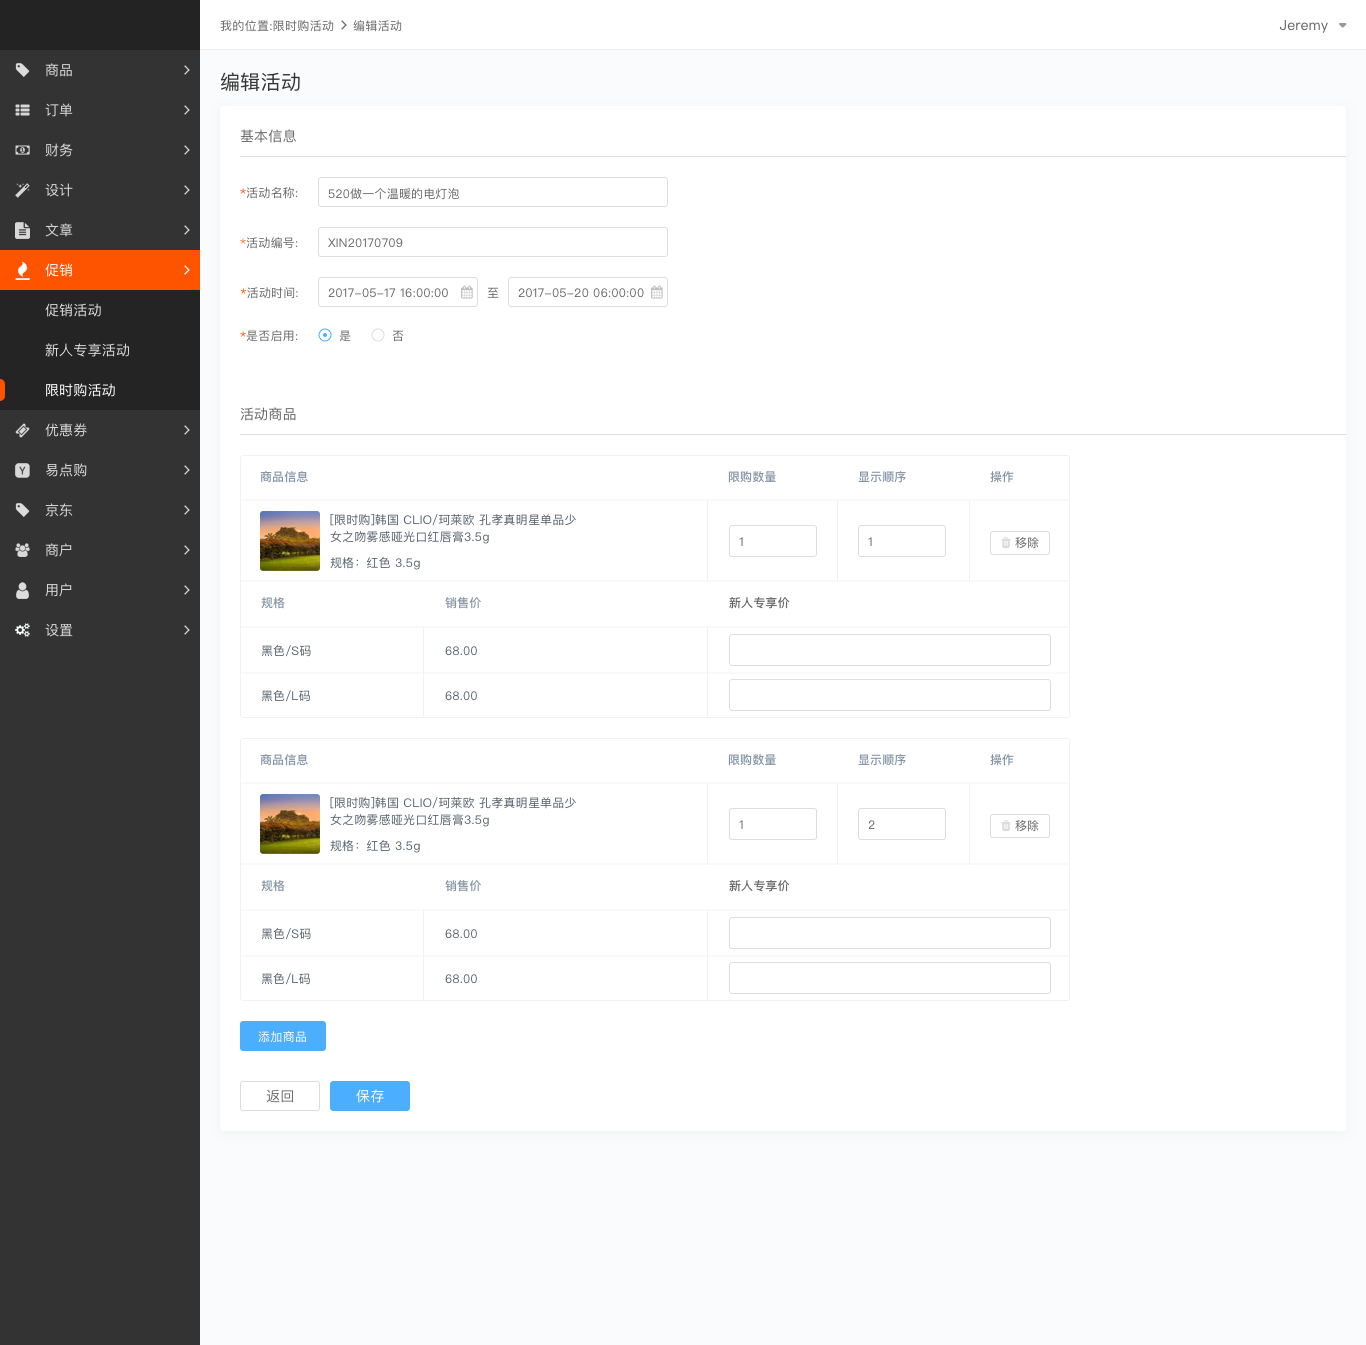 我的位置:限时购活动 > 编辑活动
Jeremy
商品
订单
财务
设计
文章
促销
促销活动
新人专享活动
限时购活动
优惠券
易点购
京东
商户
用户
设置
编辑活动
基本信息
*活动名称: 520做一个温暖的电灯泡
*活动编号: XIN20170709
*活动时间: 2017-05-17 16:00:00 至 2017-05-20 06:00:00
*是否启用: 是 否
活动商品
商品信息 限购数量 显示顺序 操作
[限时购]韩国 CLIO/珂莱欧 孔孝真明星单品少
女之吻雾感哑光口红唇膏3.5g
规格：红色 3.5g
1 1 移除
规格 销售价 新人专享价
黑色/S码 68.00
黑色/L码 68.00
商品信息 限购数量 显示顺序 操作
[限时购]韩国 CLIO/珂莱欧 孔孝真明星单品少
女之吻雾感哑光口红唇膏3.5g
规格：红色 3.5g
1 2 移除
规格 销售价 新人专享价
黑色/S码 68.00
黑色/L码 68.00
添加商品
返回 保存